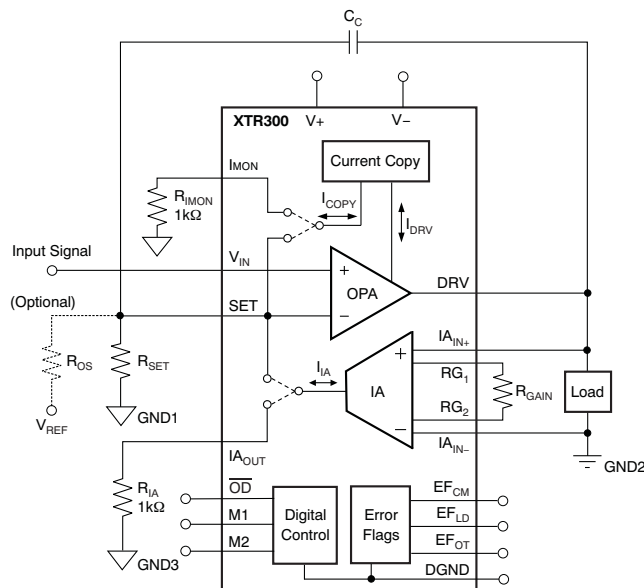 C_C
XTR300
V+
V−
I_MON
Current Copy
R_IMON
1kΩ
I_COPY
I_DRV
Input Signal
V_IN
+
OPA
−
DRV
(Optional)
SET
R_OS
R_SET
V_REF
GND1
I_IA
+
IA
−
IA_IN+
RG_1
RG_2
IA_IN−
R_GAIN
Load
GND2
IA_OUT
R_IA
1kΩ
GND3
O̅D̅
M1
M2
Digital
Control
Error
Flags
EF_CM
EF_LD
EF_OT
DGND